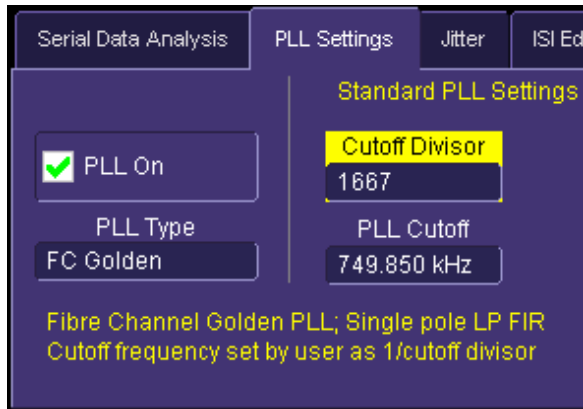 Serial Data Analysis
PLL Settings
Jitter
ISI Ed
Standard PLL Settings
PLL On
Cutoff Divisor
1667
PLL Type
FC Golden
PLL Cutoff
749.850 kHz
Fibre Channel Golden PLL; Single pole LP FIR
Cutoff frequency set by user as 1/cutoff divisor